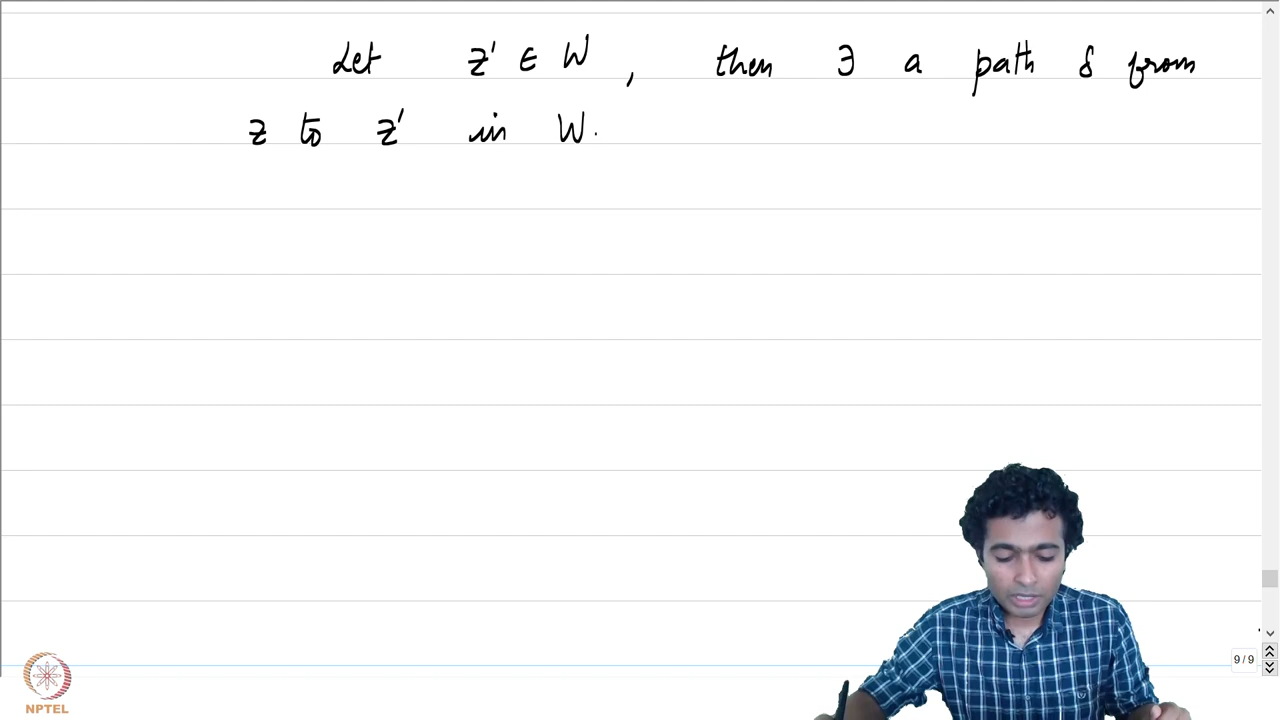 Let z' ∈ W, then ∃ a path δ from
z to z' in W.
9/9
NPTEL